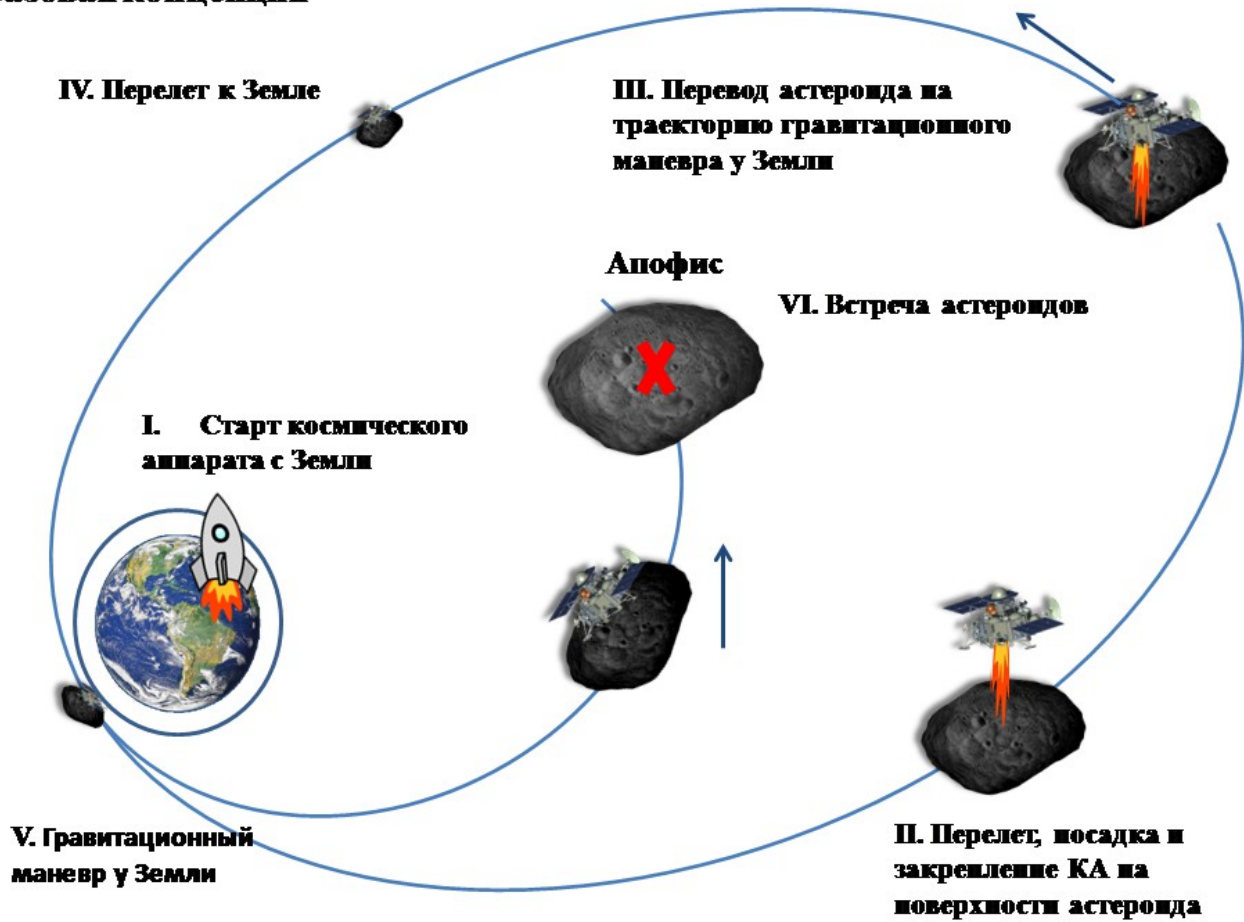 IV. Перелет к Земле
III. Перевод астероида на
траекторию гравитационного
маневра у Земли
Апофис
VI. Встреча астероидов
I. Старт космического
аппарата с Земли
V. Гравитационный
маневр у Земли
II. Перелет, посадка и
закрепление КА на
поверхности астероида